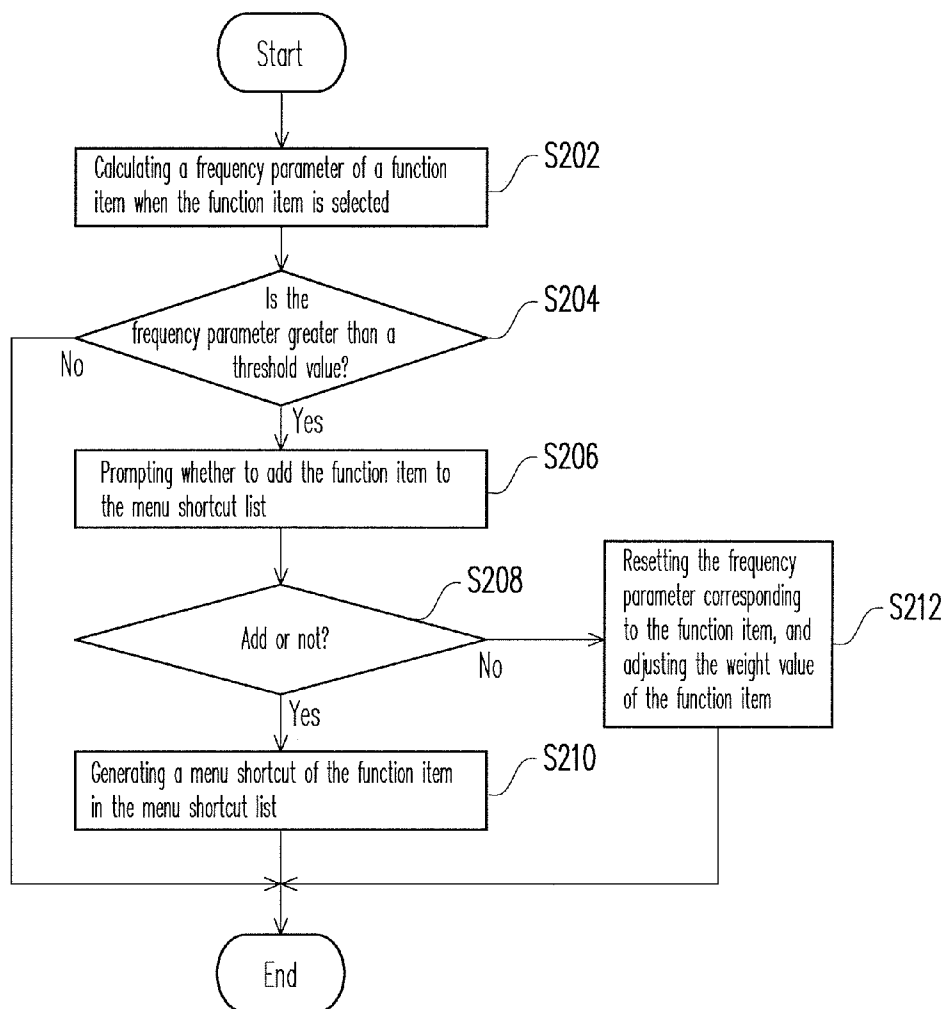 Start
Calculating a frequency parameter of a function
item when the function item is selected
S202
Is the
frequency parameter greater than a
threshold value?
S204
No
Yes
Prompting whether to add the function item to
the menu shortcut list
S206
Add or not?
S208
No
Yes
Resetting the frequency
parameter corresponding
to the function item, and
adjusting the weight value
of the function item
S212
Generating a menu shortcut of the function item
in the menu shortcut list
S210
End